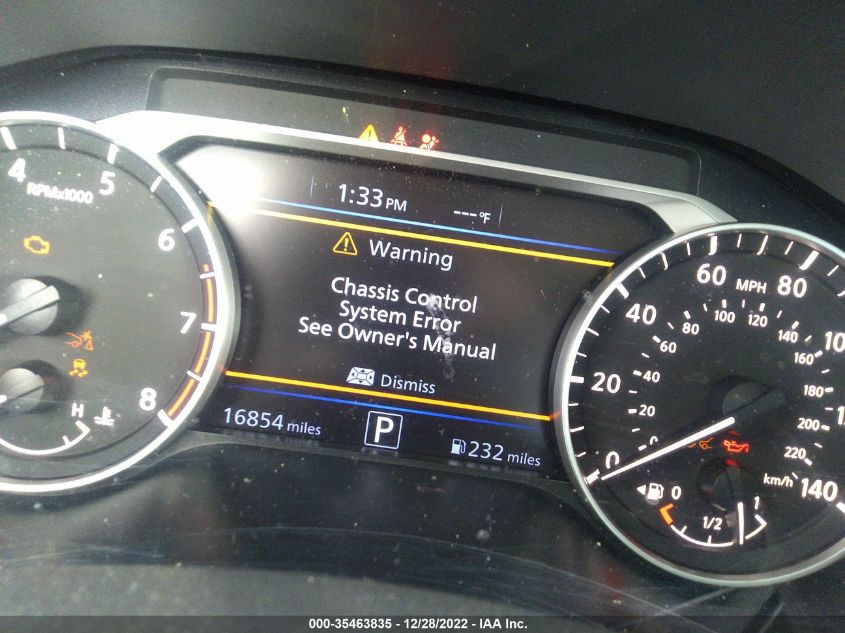 4
5
RPMx1000
6
7
8
H
1:33 PM
---°F
Warning
Chassis Control
System Error
See Owner's Manual
Dismiss
16854 miles
P
232 miles
0
20
40
60
80
140
MPH
0
20
40
60
80
100
120
140
160
180
200
220
km/h
0
1/2
1
000-35463835 - 12/28/2022 - IAA Inc.